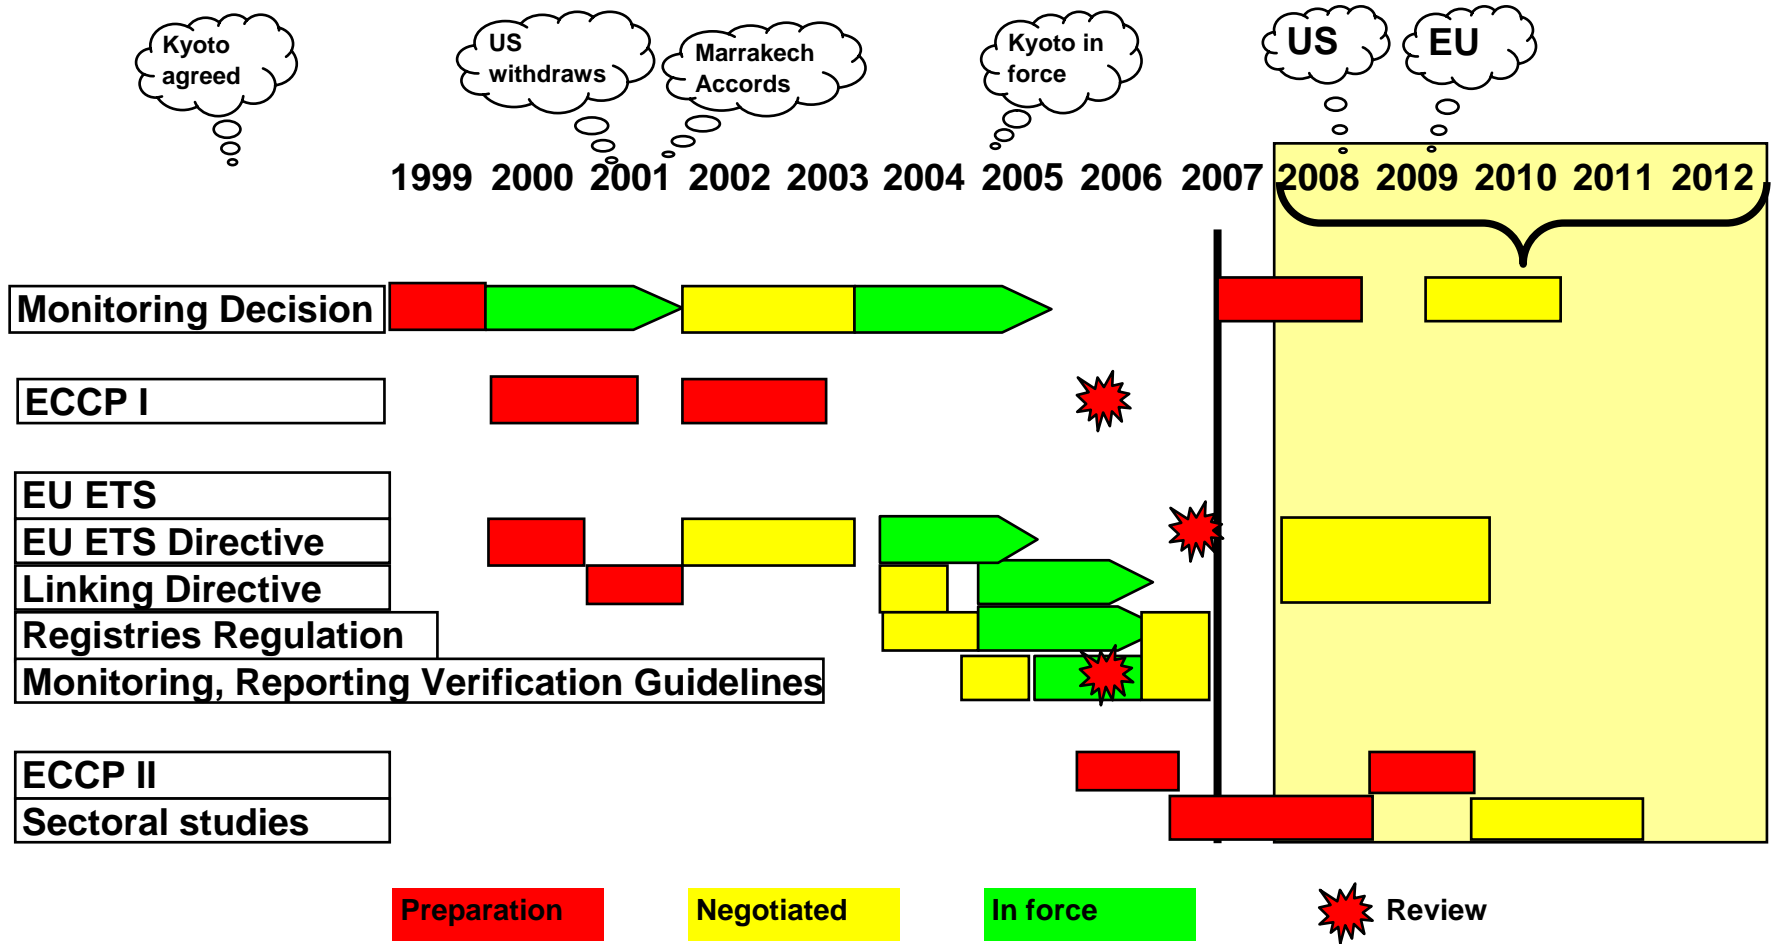 Kyoto
agreed
US
withdraws
Marrakech
Accords
Kyoto in
force
US
EU
1999 2000 2001 2002 2003 2004 2005 2006 2007 2008 2009 2010 2011 2012
Monitoring Decision
ECCP I
EU ETS
EU ETS Directive
Linking Directive
Registries Regulation
Monitoring, Reporting Verification Guidelines
ECCP II
Sectoral studies
Preparation
Negotiated
In force
Review